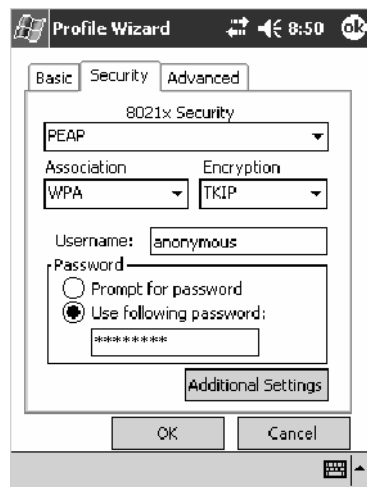 Profile Wizard 8:50 ok
Basic Security Advanced
8021x Security
PEAP
Association Encryption
WPA TKIP
Username: anonymous
Password
Prompt for password
Use following password:
********
Additional Settings
OK Cancel